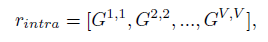 r_{intra} = [G^{1,1}, G^{2,2}, ..., G^{V,V}],